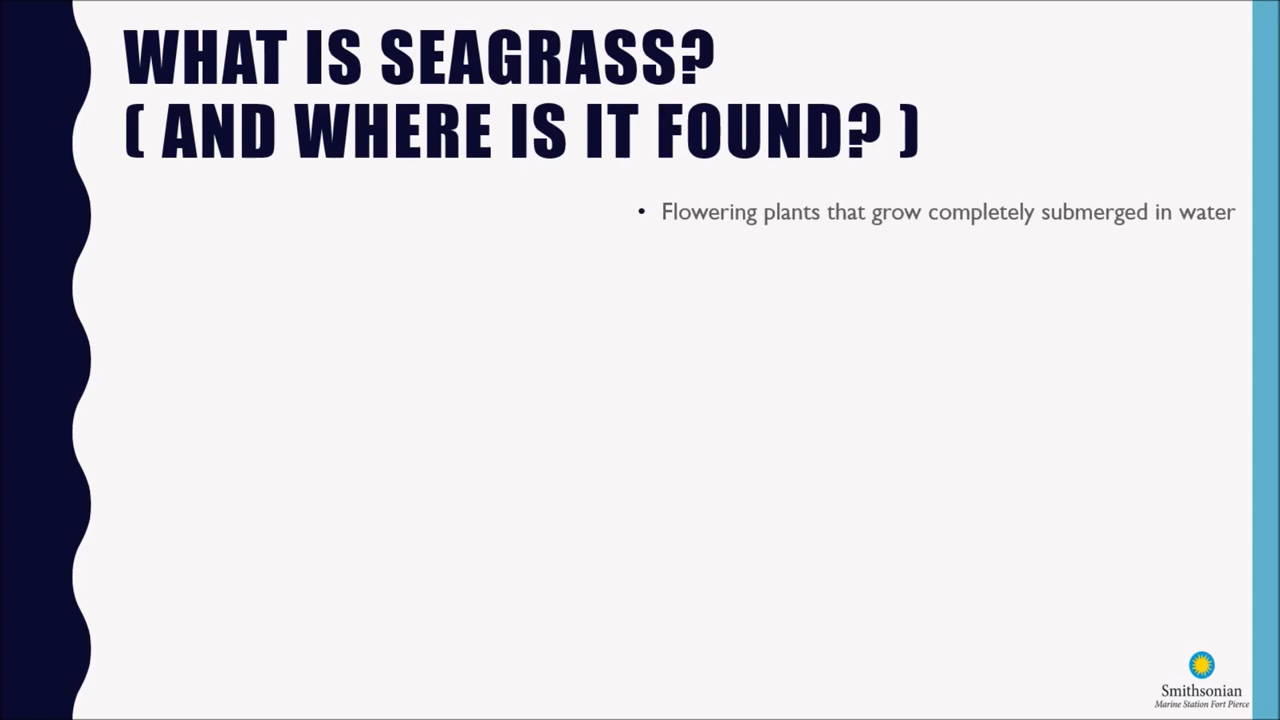 WHAT IS SEAGRASS?
( AND WHERE IS IT FOUND? )
• Flowering plants that grow completely submerged in water
Smithsonian
Marine Station Fort Pierce